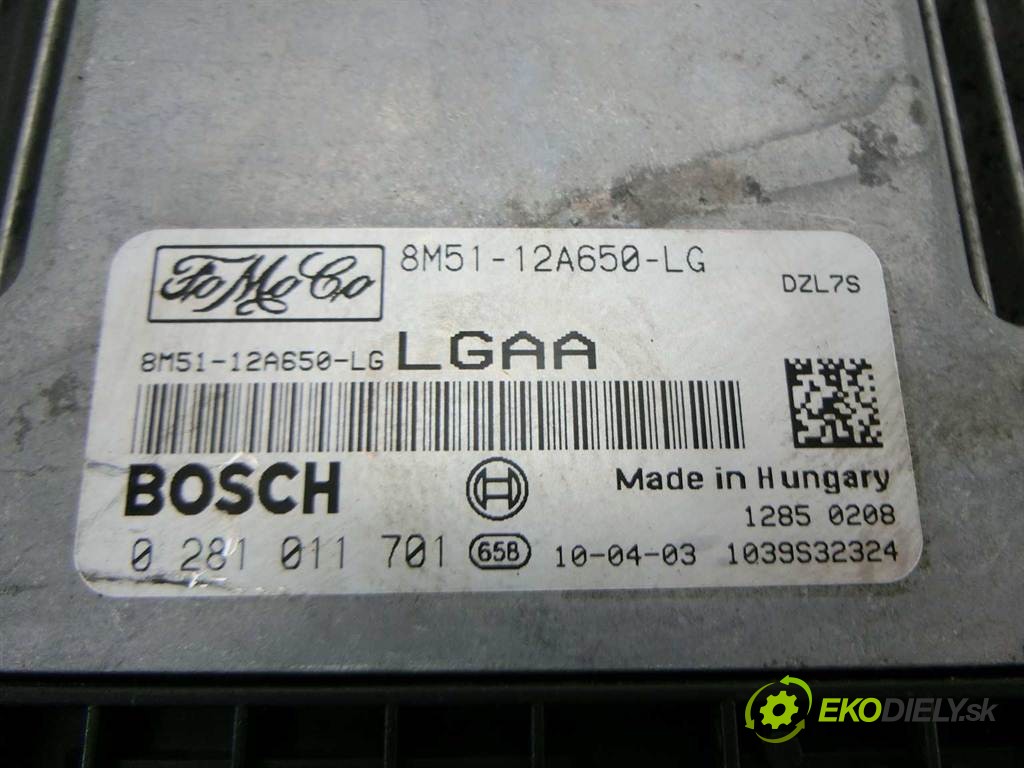 FoMoCo
8M51-12A650-LG
DZL7S
8M51-12A650-LG LGAA
BOSCH
Made in Hungary
1285 0208
0 281 011 701 65B 10-04-03 1039S32324
EKODIELY.sk